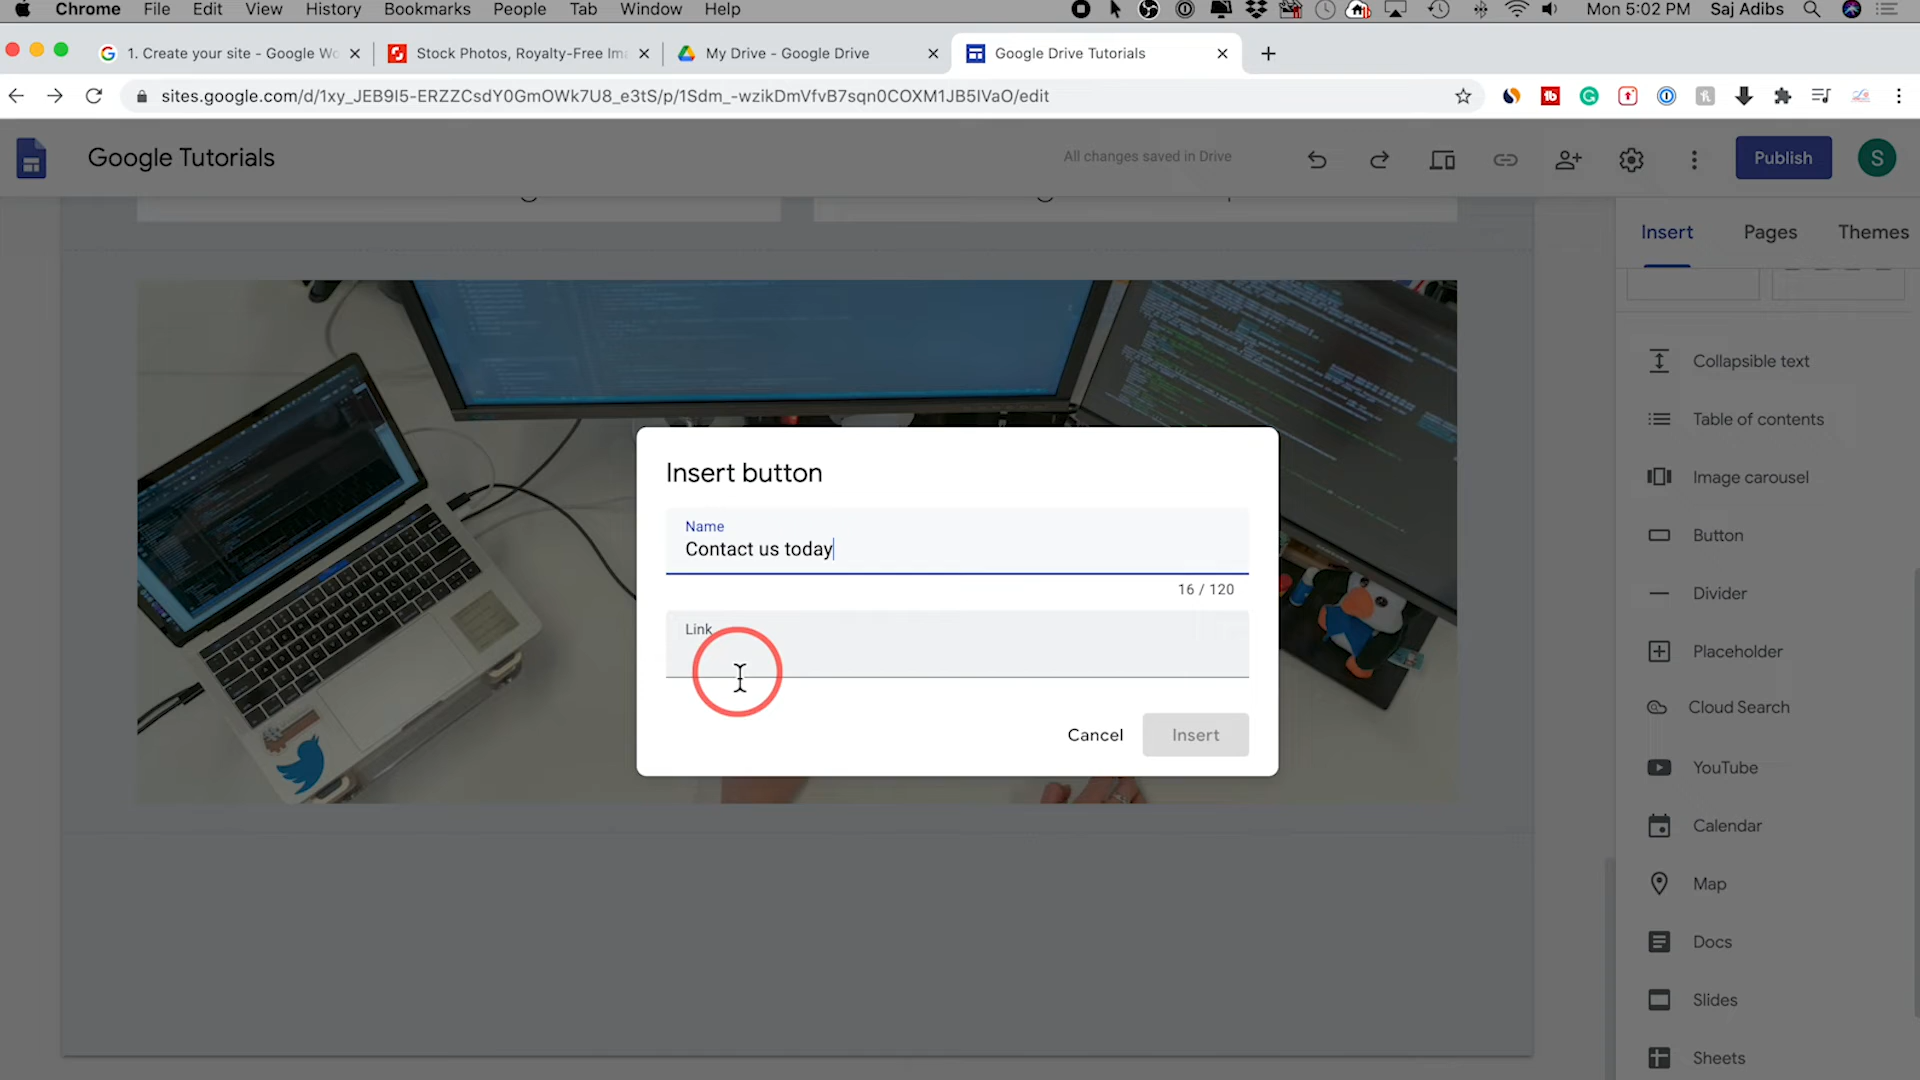 Chrome File Edit View History Bookmarks People Tab Window Help Mon 5:02 PM Saj Adibs
1. Create your site - Google Wo
Stock Photos, Royalty-Free Im
My Drive - Google Drive
Google Drive Tutorials
sites.google.com/d/1xy_JEB9I5-ERZZCsdY0GmOWk7U8_e3tS/p/1Sdm_-wzikDmVfvB7sqn0COXM1JB5IVaO/edit
Google Tutorials
All changes saved in Drive
Publish
S
Insert Pages Themes
Collapsible text
Table of contents
Image carousel
Button
Divider
Placeholder
Cloud Search
YouTube
Calendar
Map
Docs
Slides
Sheets
Insert button
Name
Contact us today
16 / 120
Link
Cancel
Insert